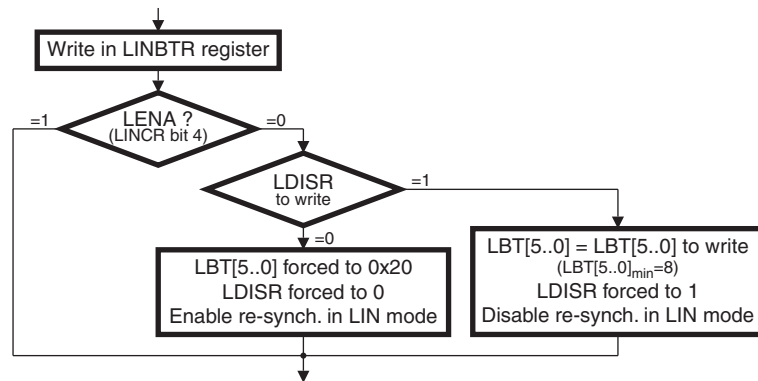 Write in LINBTR register
LENA ?
(LINCR bit 4)
=1
=0
LDISR
to write
=1
=0
LBT[5..0] forced to 0x20
LDISR forced to 0
Enable re-synch. in LIN mode
LBT[5..0] = LBT[5..0] to write
(LBT[5..0]min=8)
LDISR forced to 1
Disable re-synch. in LIN mode